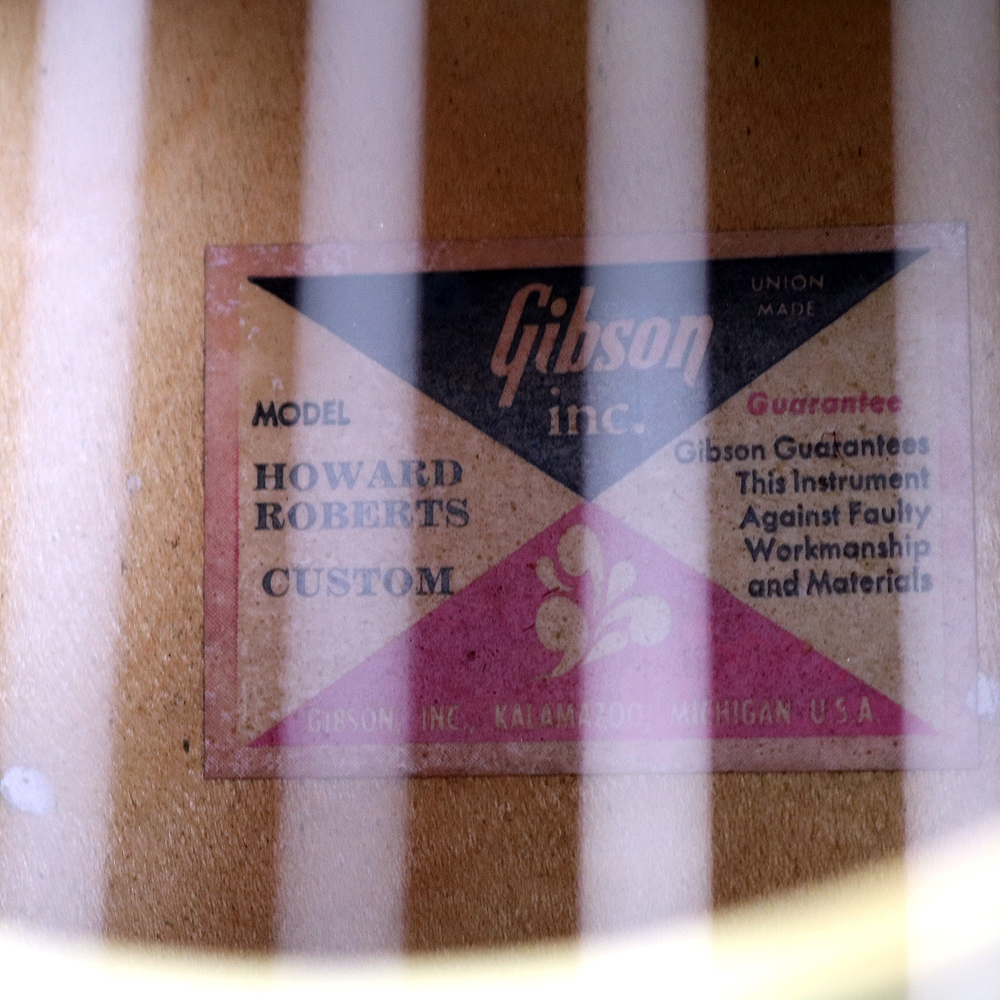 Gibson
inc.
UNION
MADE
MODEL
HOWARD
ROBERTS
CUSTOM
Guarantee
Gibson Guarantees
This Instrument
Against Faulty
Workmanship
and Materials
GIBSON INC. KALAMAZOO MICHIGAN U.S.A